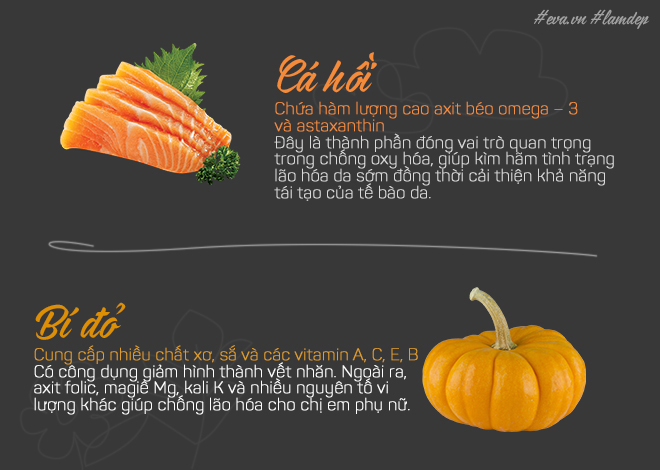 #eva.vn #lamdep
Cá hồi
Chứa hàm lượng cao axit béo omega – 3
và astaxanthin
Đây là thành phần đóng vai trò quan trọng
trong chống oxy hóa, giúp kìm hãm tình trạng
lão hóa da sớm đồng thời cải thiện khả năng
tái tạo của tế bào da.
Bí đỏ
Cung cấp nhiều chất xơ, sắ và các vitamin A, C, E, B
Có công dụng giảm hình thành vết nhăn. Ngoài ra,
axit folic, magiê Mg, kali K và nhiều nguyên tố vi
lượng khác giúp chống lão hóa cho chị em phụ nữ.